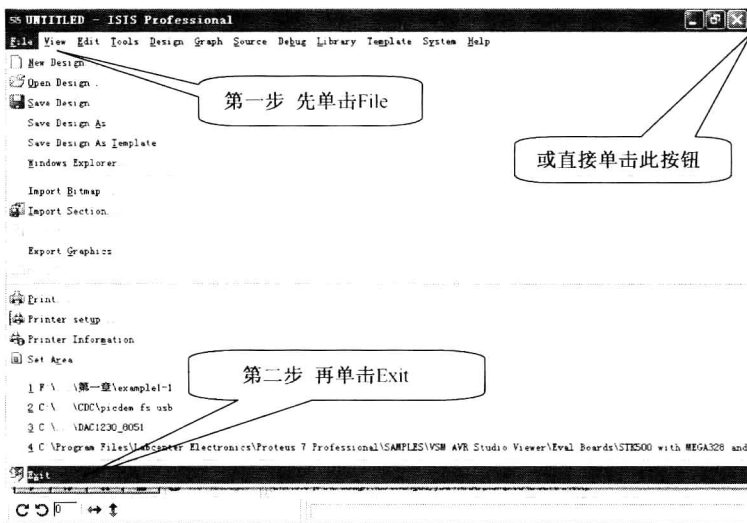 UNTITLED - ISIS Professional
File View Edit Tools Design Graph Source Debug Library Template System Help
New Design
Open Design
Save Design
Save Design As
Save Design As Template
Windows Explorer
第一步 先单击File
或直接单击此按钮
Import Bitmap
Import Section
Export Graphics
Print
Printer setup
Printer Information
Set Area
第二步 再单击Exit
1 F \ \第一章\example1-1
2 C \ \CDC\picdem fs usb
3 C \ \DAC1230_8051
4 C \Program Files\Labcenter Electronics\Proteus 7 Professional\SAMPLES\VSM AVR Studio Viewer\Eval Boards\STK500 with MEGA328 and
Exit
0